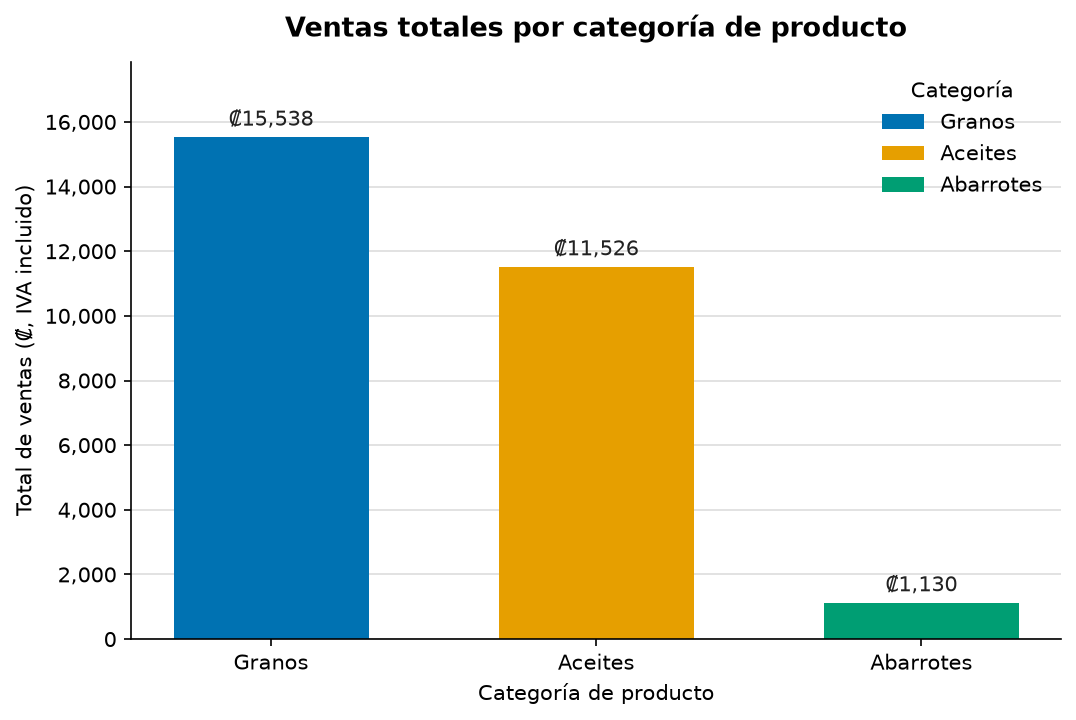 Ventas totales por categoría de producto
Total de ventas (₡, IVA incluido)
16,000
14,000
12,000
10,000
8,000
6,000
4,000
2,000
0
₡15,538
₡11,526
₡1,130
Categoría
Granos
Aceites
Abarrotes
Granos
Aceites
Abarrotes
Categoría de producto